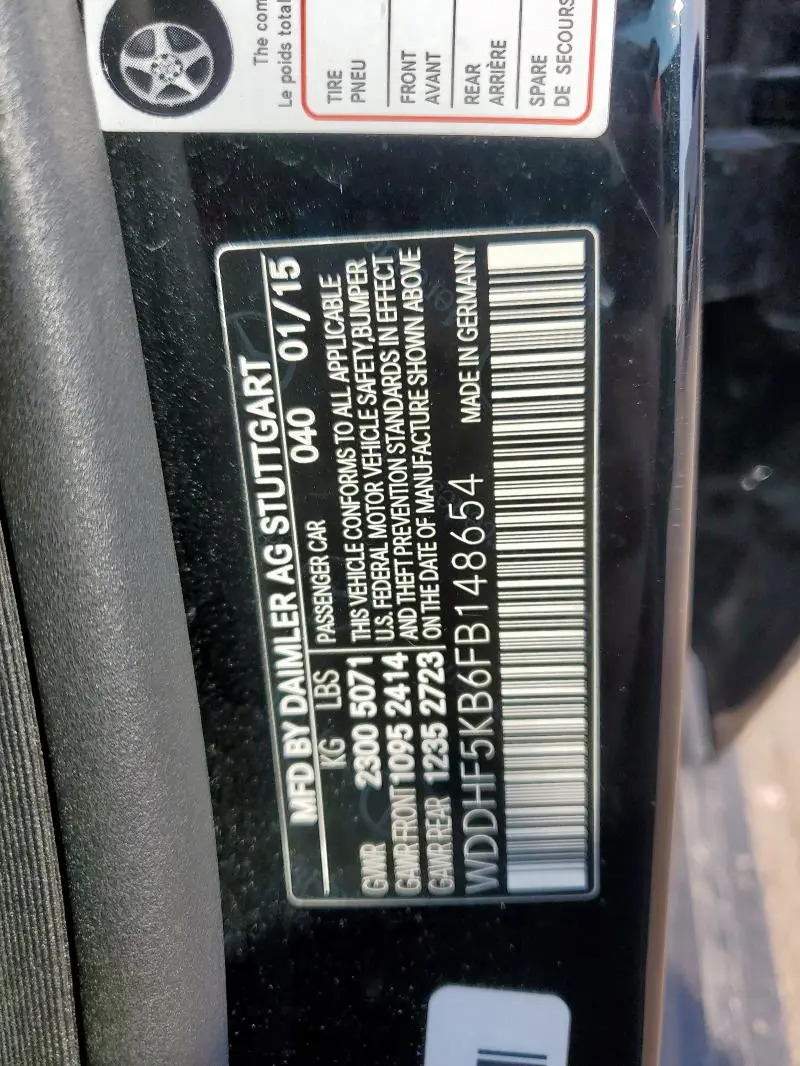 The com
Le poids total
TIRE
PNEU
FRONT
AVANT
REAR
ARRIÈRE
SPARE
DE SECOURS
MFD BY DAIMLER AG STUTTGART
KG LBS PASSENGER CAR 040 01/15
GVWR 2300 5071 THIS VEHICLE CONFORMS TO ALL APPLICABLE
U.S. FEDERAL MOTOR VEHICLE SAFETY, BUMPER
GAWR FRONT 1095 2414 AND THEFT PREVENTION STANDARDS IN EFFECT
GAWR REAR 1235 2723 ON THE DATE OF MANUFACTURE SHOWN ABOVE
WDDHF5KB6FB148654 MADE IN GERMANY